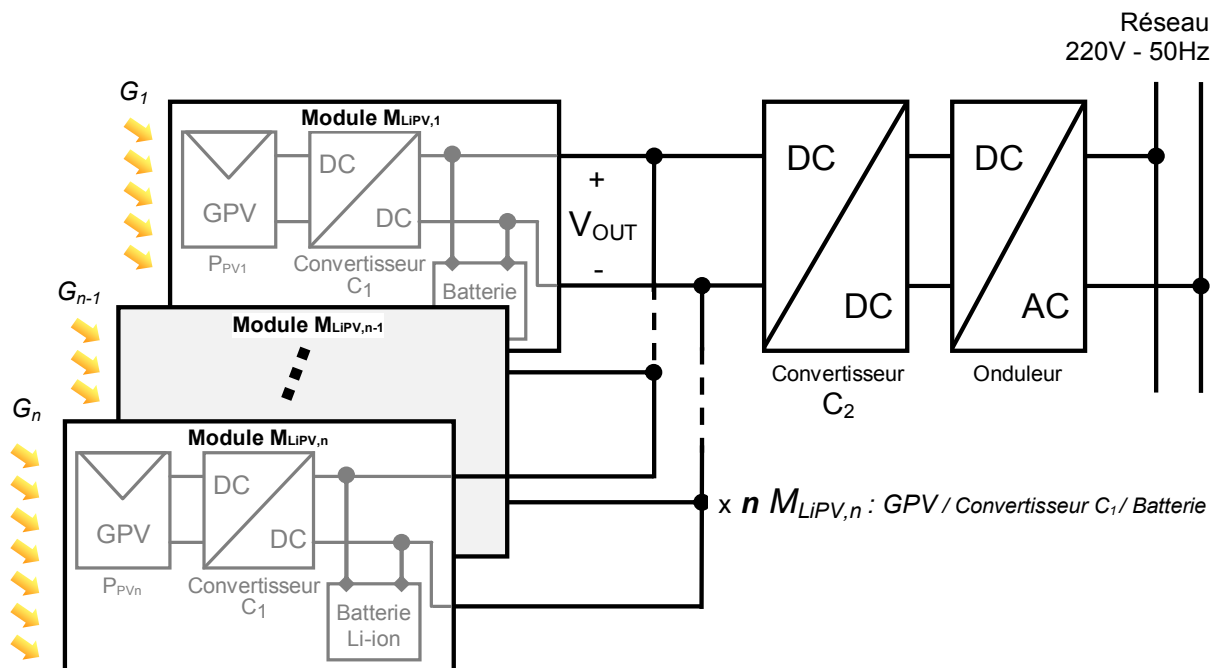 Réseau
220V - 50Hz
G1
Module MLiPV,1
GPV
PPV1
DC
DC
Convertisseur
C1
Batterie
+
VOUT
-
DC
DC
Convertisseur
C2
DC
AC
Onduleur
Gn-1
Module MLiPV,n-1
Gn
Module MLiPV,n
GPV
PPVn
DC
DC
Convertisseur
C1
Batterie
Li-ion
x n MLiPV,n : GPV / Convertisseur C1 / Batterie